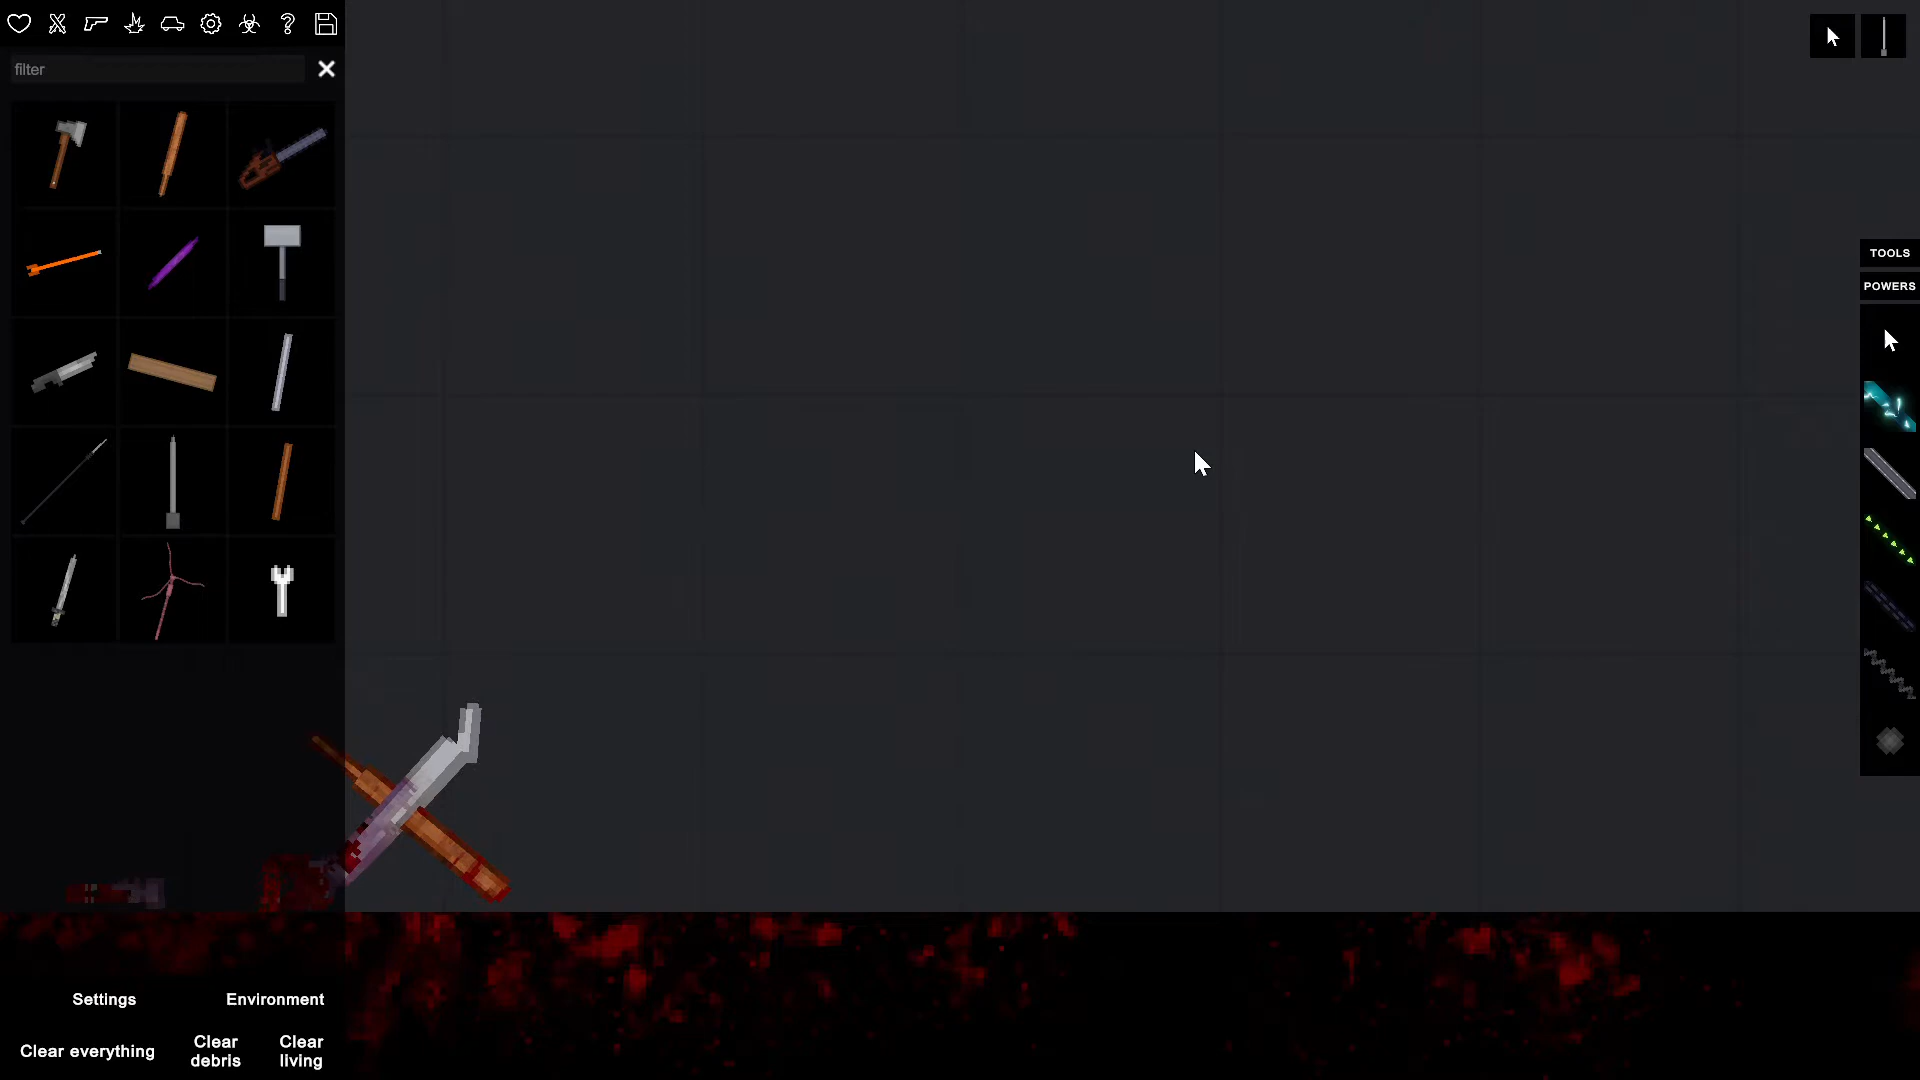 filter
TOOLS
POWERS
Settings
Environment
Clear everything
Clear
debris
Clear
living